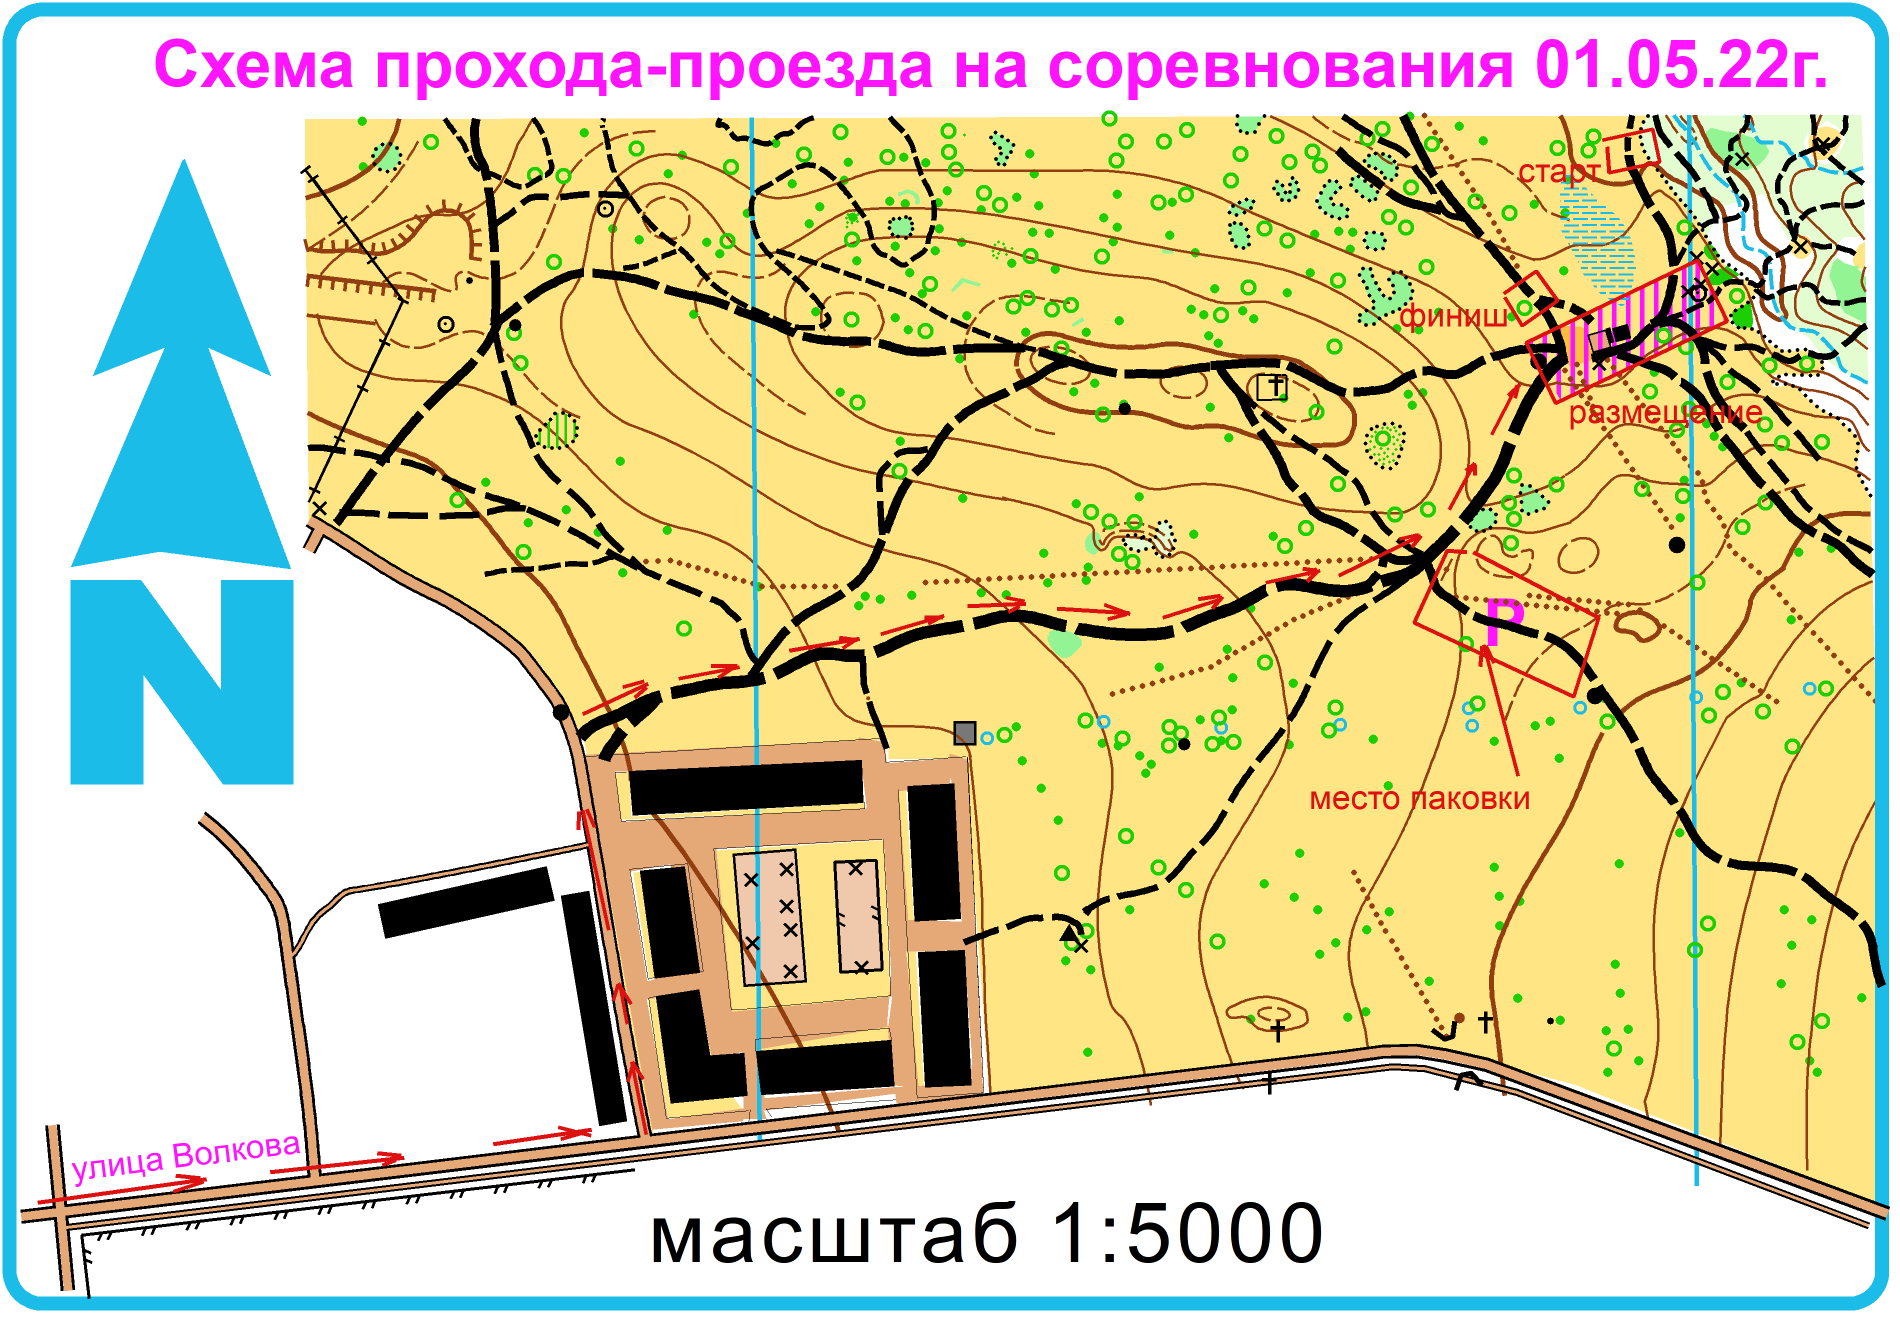 Схема прохода-проезда на соревнования 01.05.22г.
старт
финиш
размещение
P
место паковки
N
улица Волкова
масштаб 1:5000